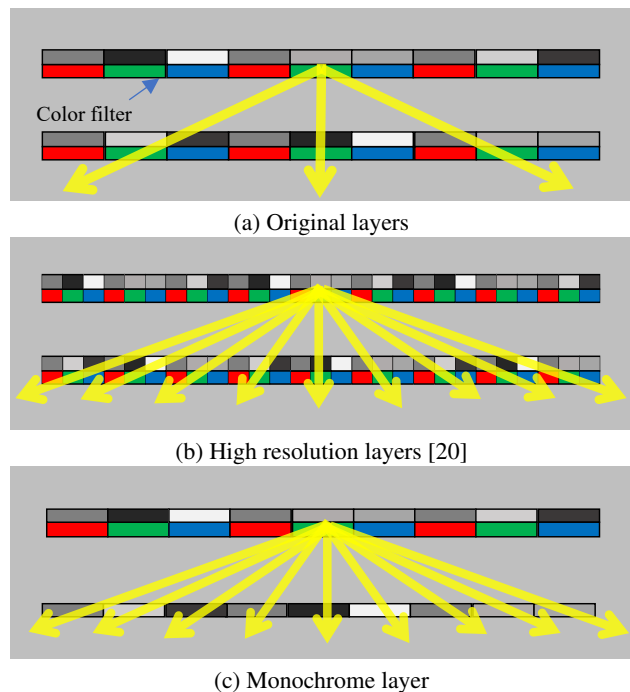 Color filter
(a) Original layers
(b) High resolution layers [20]
(c) Monochrome layer